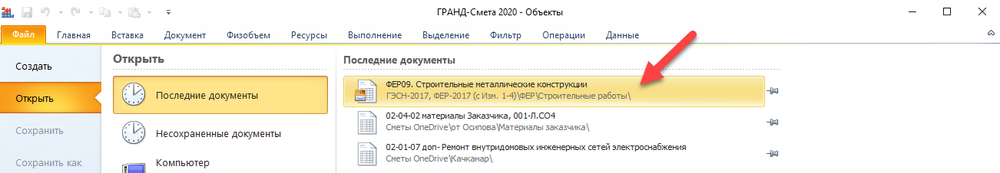 ГРАНД-Смета 2020 - Объекты
Файл Главная Вставка Документ Физобъем Ресурсы Выполнение Выделение Фильтр Операции Данные
Создать
Открыть
Сохранить
Сохранить как
Открыть
Последние документы
Несохраненные документы
Компьютер
Последние документы
ФЕР09. Строительные металлические конструкции
ГЭСН-2017, ФЕР-2017 (с Изм. 1-4)\ФЕР\Строительные работы\
02-04-02 материалы Заказчика, 001-Л.СО4
Сметы OneDrive\от Осипова\Материалы заказчика\
02-01-07 доп- Ремонт внутридомовых инженерных сетей электроснабжения
Сметы OneDrive\Качканар\